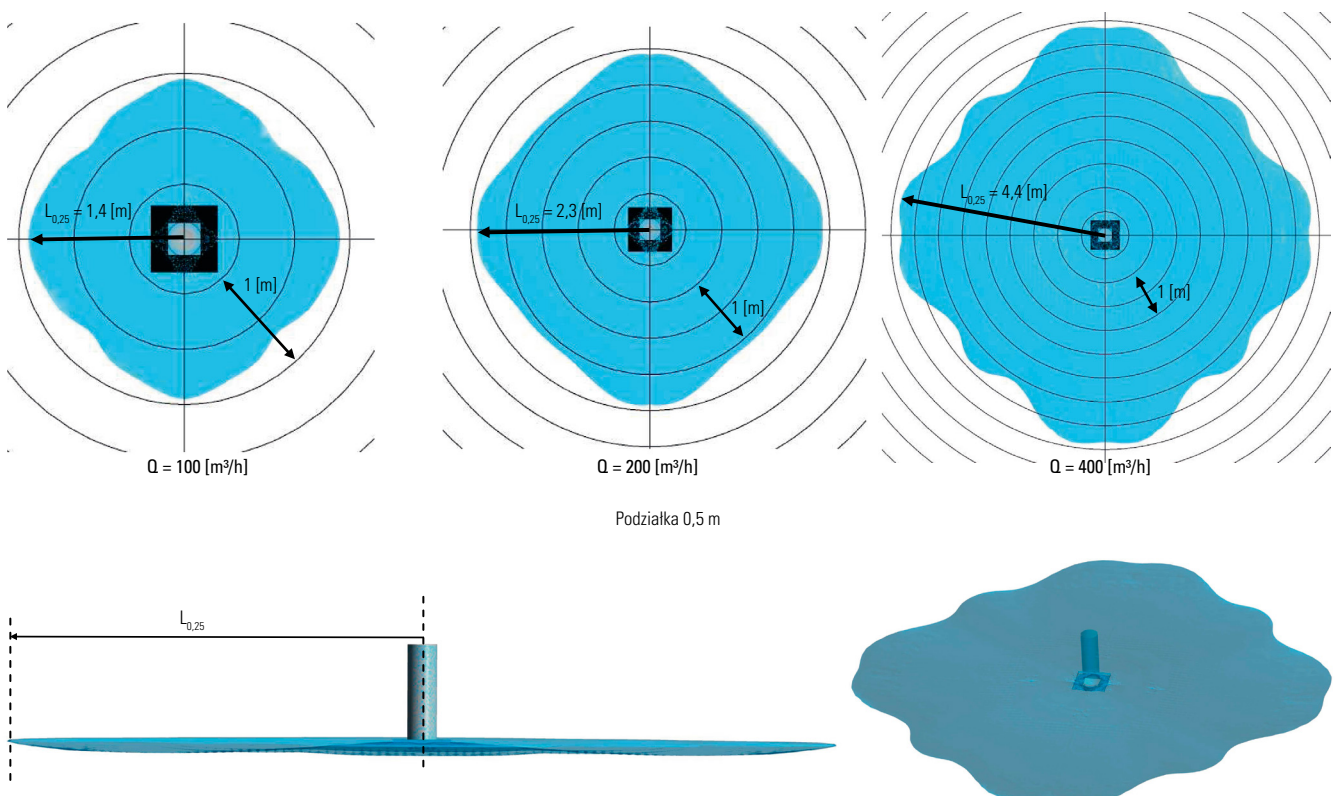 L0,25 = 1,4 [m]
1 [m]
Q = 100 [m³/h]
L0,25 = 2,3 [m]
1 [m]
Q = 200 [m³/h]
L0,25 = 4,4 [m]
1 [m]
Q = 400 [m³/h]
Podziałka 0,5 m
L0,25